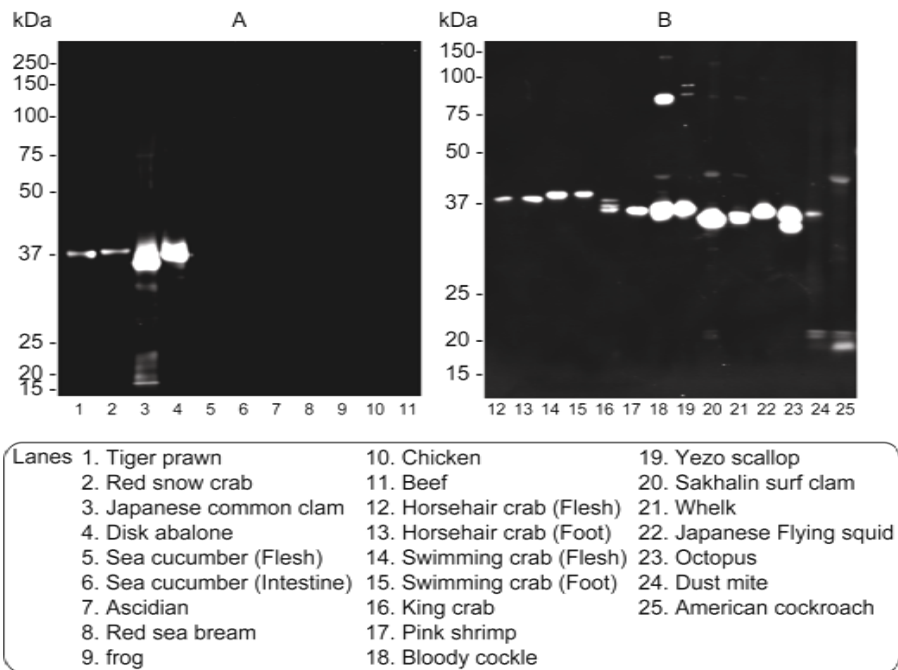 kDa A
250-
150-
100-
75 -
50 -
37 -
25 -
20 -
15 -
1 2 3 4 5 6 7 8 9 10 11
kDa B
150-
100-
75 -
50 -
37 -
25 -
20 -
15 -
12 13 14 15 16 17 18 19 20 21 22 23 24 25
Lanes 1. Tiger prawn
2. Red snow crab
3. Japanese common clam
4. Disk abalone
5. Sea cucumber (Flesh)
6. Sea cucumber (Intestine)
7. Ascidian
8. Red sea bream
9. frog
10. Chicken
11. Beef
12. Horsehair crab (Flesh)
13. Horsehair crab (Foot)
14. Swimming crab (Flesh)
15. Swimming crab (Foot)
16. King crab
17. Pink shrimp
18. Bloody cockle
19. Yezo scallop
20. Sakhalin surf clam
21. Whelk
22. Japanese Flying squid
23. Octopus
24. Dust mite
25. American cockroach